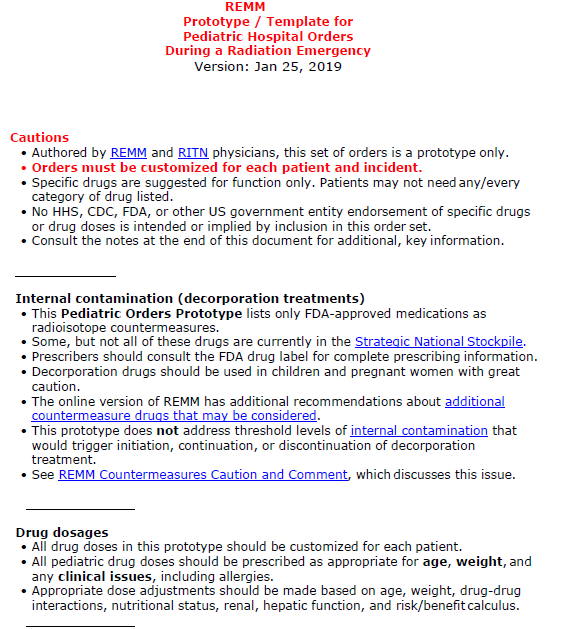 REMM
Prototype / Template for
Pediatric Hospital Orders
During a Radiation Emergency
Version: Jan 25, 2019
Cautions
• Authored by REMM and RITN physicians, this set of orders is a prototype only.
• Orders must be customized for each patient and incident.
• Specific drugs are suggested for function only. Patients may not need any/every
category of drug listed.
• No HHS, CDC, FDA, or other US government entity endorsement of specific drugs
or drug doses is intended or implied by inclusion in this order set.
• Consult the notes at the end of this document for additional, key information.
Internal contamination (decorporation treatments)
• This Pediatric Orders Prototype lists only FDA-approved medications as
radioisotope countermeasures.
• Some, but not all of these drugs are currently in the Strategic National Stockpile.
• Prescribers should consult the FDA drug label for complete prescribing information.
• Decorporation drugs should be used in children and pregnant women with great
caution.
• The online version of REMM has additional recommendations about additional
countermeasure drugs that may be considered.
• This prototype does not address threshold levels of internal contamination that
would trigger initiation, continuation, or discontinuation of decorporation
treatment.
• See REMM Countermeasures Caution and Comment, which discusses this issue.
Drug dosages
• All drug doses in this prototype should be customized for each patient.
• All pediatric drug doses should be prescribed as appropriate for age, weight, and
any clinical issues, including allergies.
• Appropriate dose adjustments should be made based on age, weight, drug-drug
interactions, nutritional status, renal, hepatic function, and risk/benefit calculus.